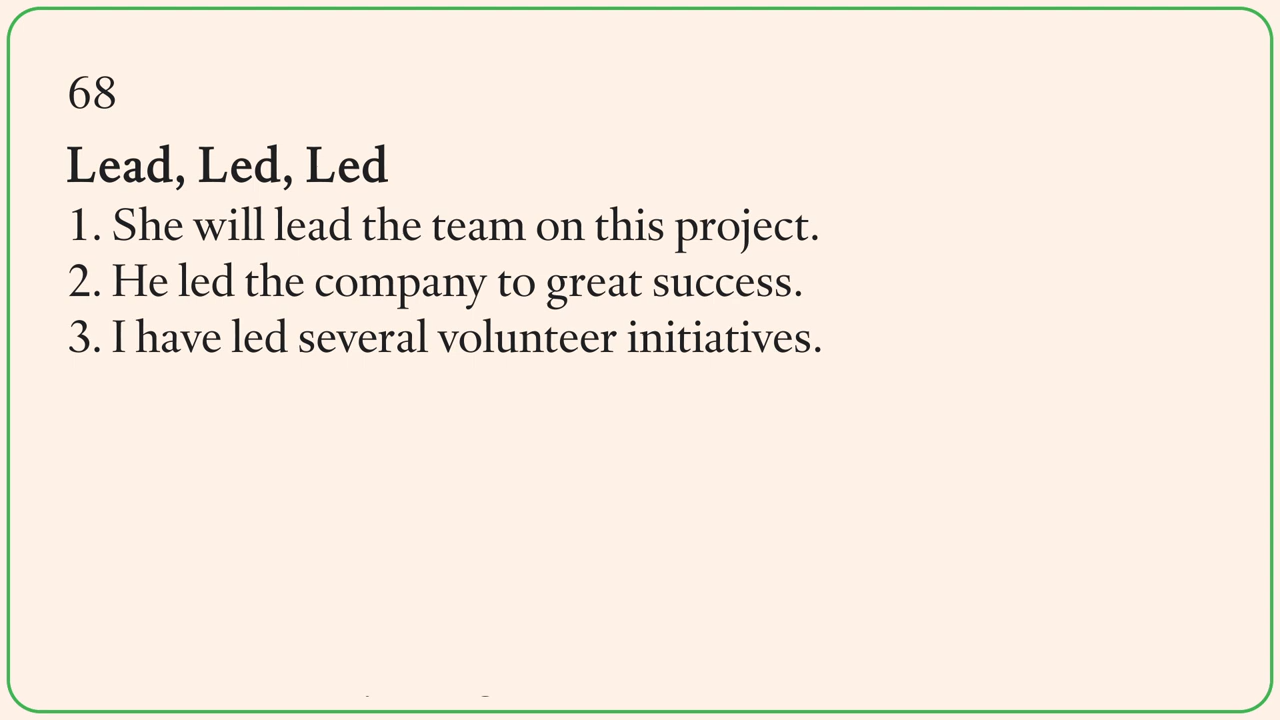 68
Lead, Led, Led
1. She will lead the team on this project.
2. He led the company to great success.
3. I have led several volunteer initiatives.